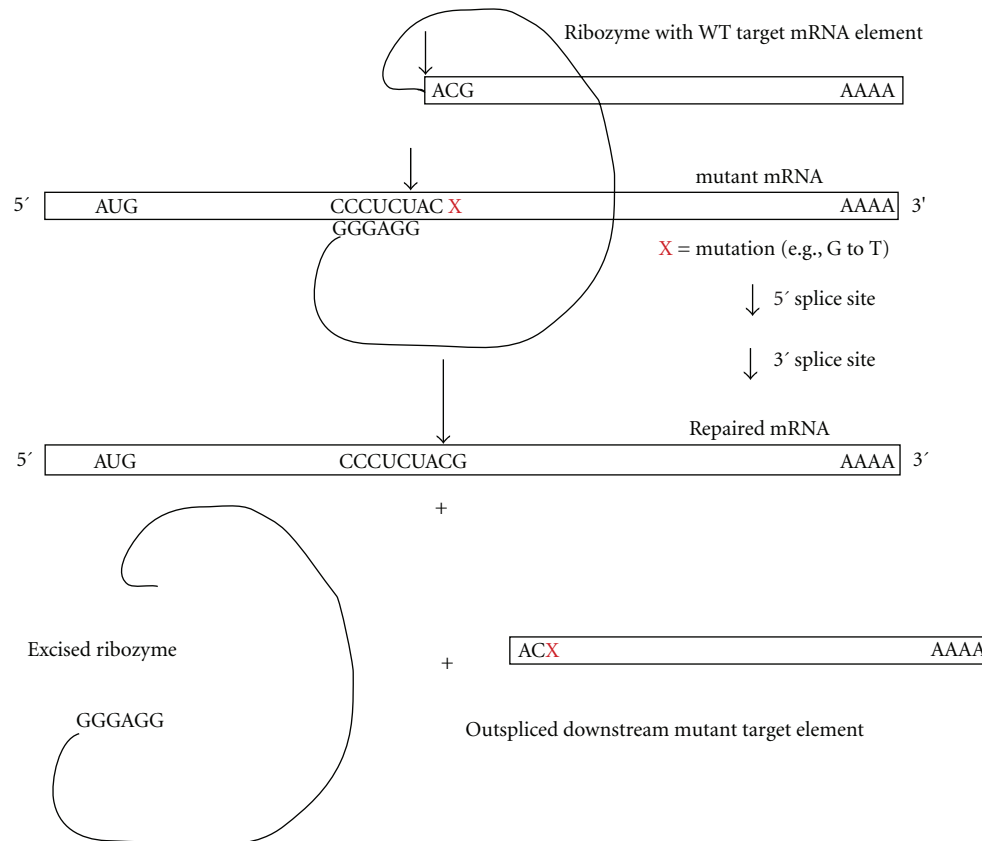 Ribozyme with WT target mRNA element
ACG AAAA
mutant mRNA
5′ AUG CCCUCUAC X AAAA 3'
GGGAGG
X = mutation (e.g., G to T)
5′ splice site
3′ splice site
Repaired mRNA
5′ AUG CCCUCUACG AAAA 3′
+
Excised ribozyme
+
ACX AAAA
GGGAGG
Outspliced downstream mutant target element